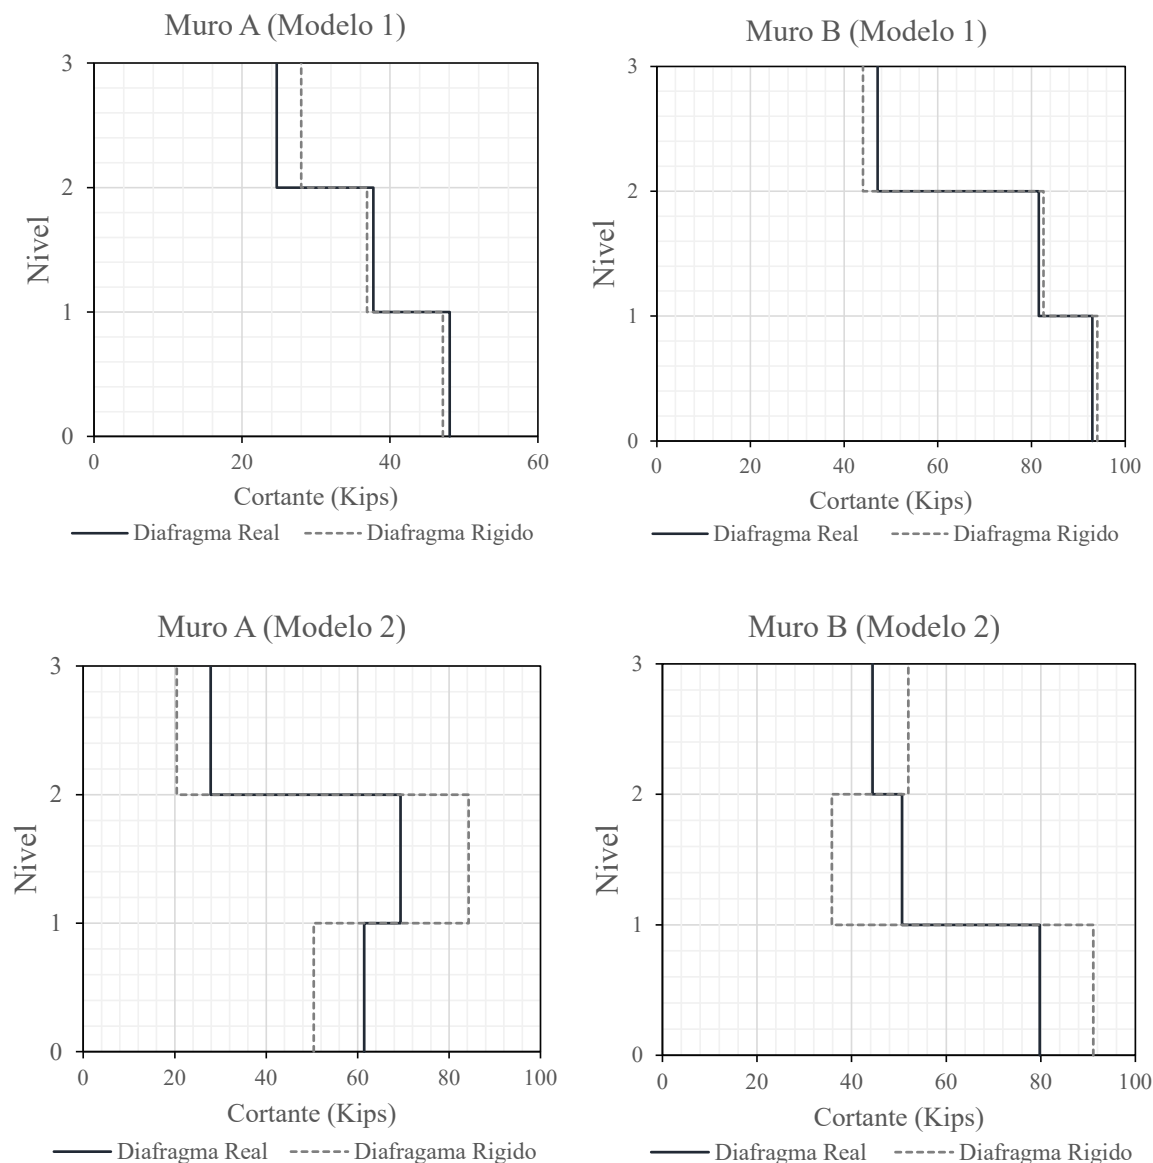 Muro A (Modelo 1)
3
2
1
0
Nivel
0 20 40 60
Cortante (Kips)
Diafragma Real Diafragma Rigido
Muro B (Modelo 1)
3
2
1
0
Nivel
0 20 40 60 80 100
Cortante (Kips)
Diafragma Real Diafragma Rigido
Muro A (Modelo 2)
3
2
1
0
Nivel
0 20 40 60 80 100
Cortante (Kips)
Diafragma Real Diafragama Rigido
Muro B (Modelo 2)
3
2
1
0
Nivel
0 20 40 60 80 100
Cortante (Kips)
Diafragma Real Diafragma Rigido